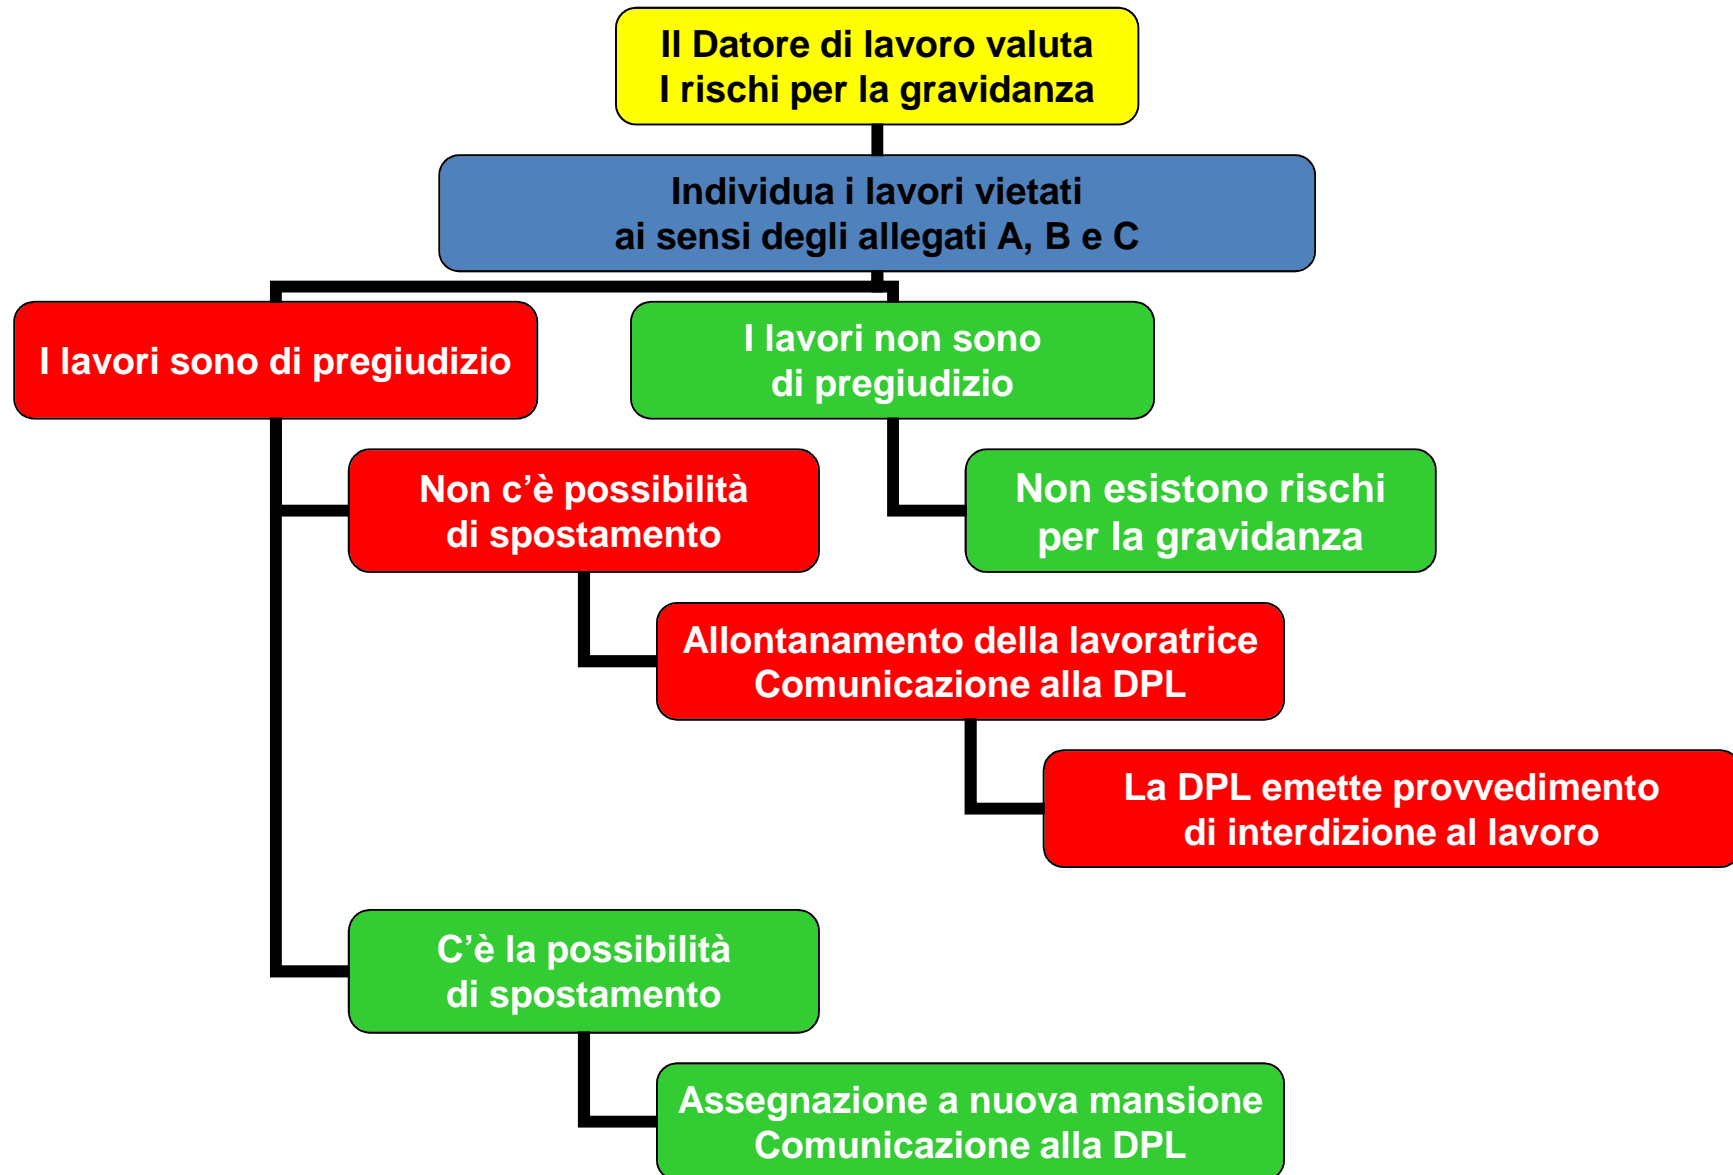 Il Datore di lavoro valuta
I rischi per la gravidanza
Individua i lavori vietati
ai sensi degli allegati A, B e C
I lavori sono di pregiudizio
I lavori non sono
di pregiudizio
Non c’è possibilità
di spostamento
Non esistono rischi
per la gravidanza
Allontanamento della lavoratrice
Comunicazione alla DPL
La DPL emette provvedimento
di interdizione al lavoro
C’è la possibilità
di spostamento
Assegnazione a nuova mansione
Comunicazione alla DPL